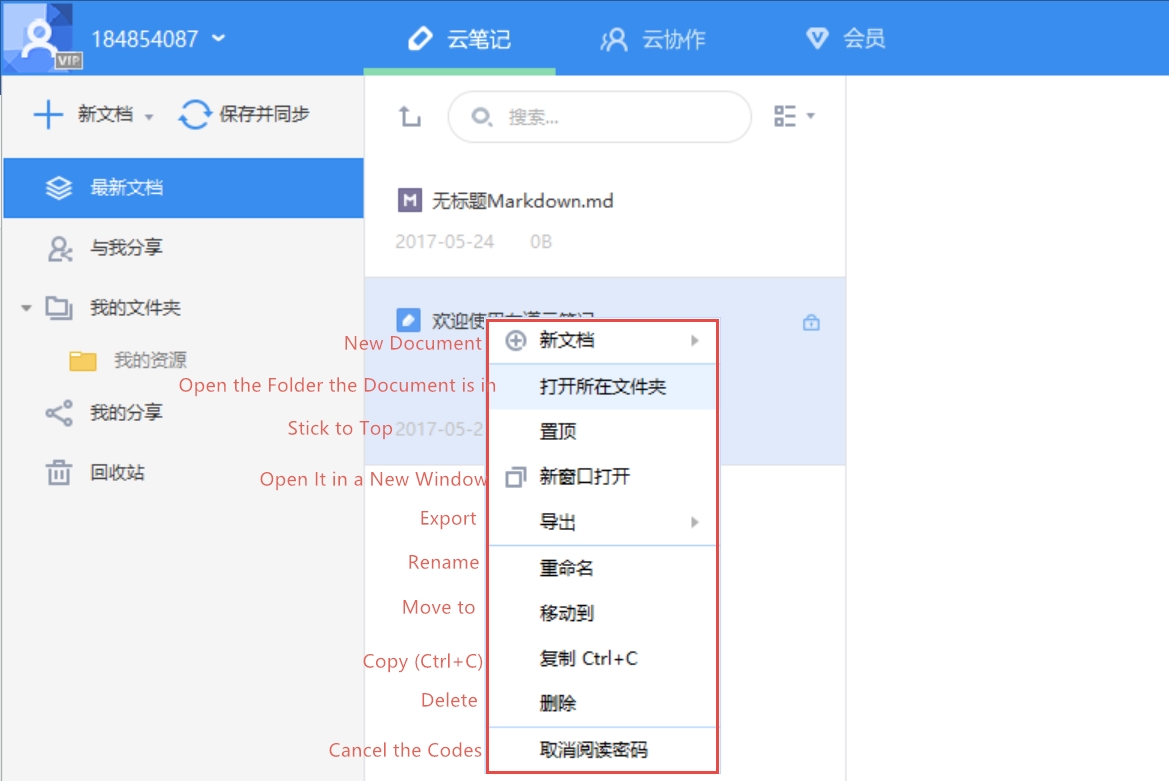 184854087
VIP
云笔记
云协作
会员
新文档
保存并同步
搜索...
最新文档
与我分享
我的文件夹
我的资源
我的分享
回收站
无标题Markdown.md
2017-05-24 0B
欢迎使用有道云笔记
2017-05-2
New Document 新文档
Open the Folder the Document is in 打开所在文件夹
Stick to Top 置顶
Open It in a New Window 新窗口打开
Export 导出
Rename 重命名
Move to 移动到
Copy (Ctrl+C) 复制 Ctrl+C
Delete 删除
Cancel the Codes 取消阅读密码